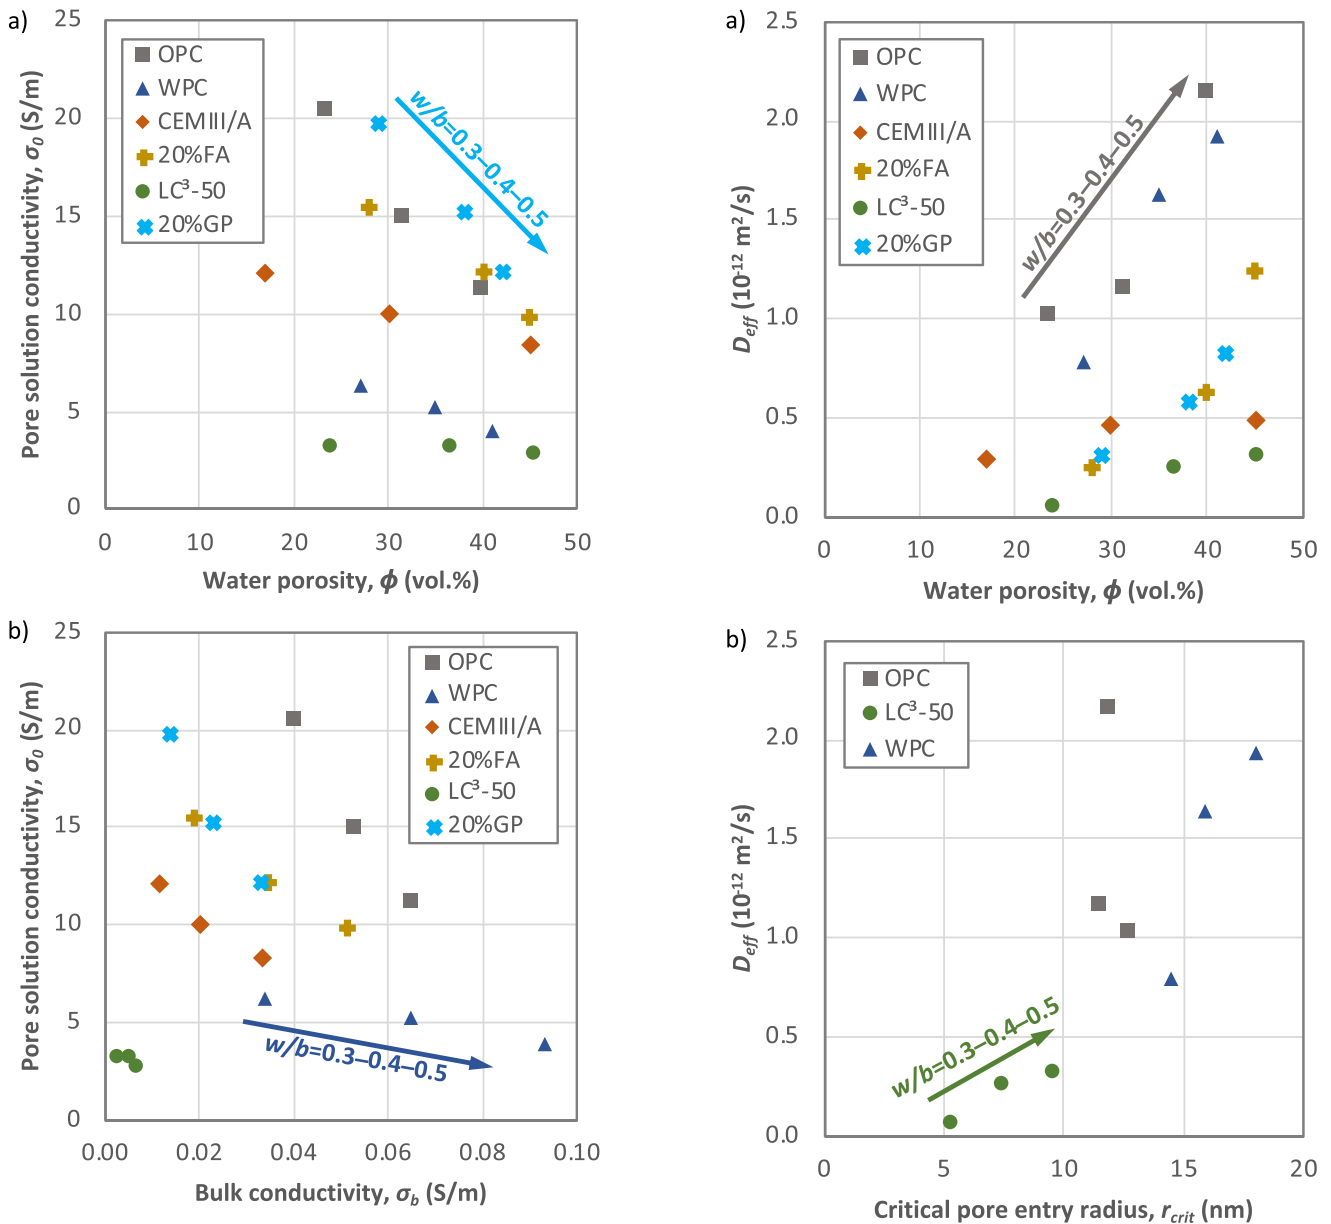 a)
Pore solution conductivity, σ0 (S/m)
25
20
15
10
5
0
OPC
WPC
CEMIII/A
20%FA
LC³-50
20%GP
w/b=0.3–0.4–0.5
0 10 20 30 40 50
Water porosity, ϕ (vol.%)
a)
Deff (10⁻¹² m²/s)
2.5
2.0
1.5
1.0
0.5
0.0
OPC
WPC
CEMIII/A
20%FA
LC³-50
20%GP
w/b=0.3–0.4–0.5
0 10 20 30 40 50
Water porosity, ϕ (vol.%)
b)
Pore solution conductivity, σ0 (S/m)
25
20
15
10
5
0
OPC
WPC
CEMIII/A
20%FA
LC³-50
20%GP
w/b=0.3–0.4–0.5
0.00 0.02 0.04 0.06 0.08 0.10
Bulk conductivity, σb (S/m)
b)
Deff (10⁻¹² m²/s)
2.5
2.0
1.5
1.0
0.5
0.0
OPC
LC³-50
WPC
w/b=0.3–0.4–0.5
0 5 10 15 20
Critical pore entry radius, rcrit (nm)